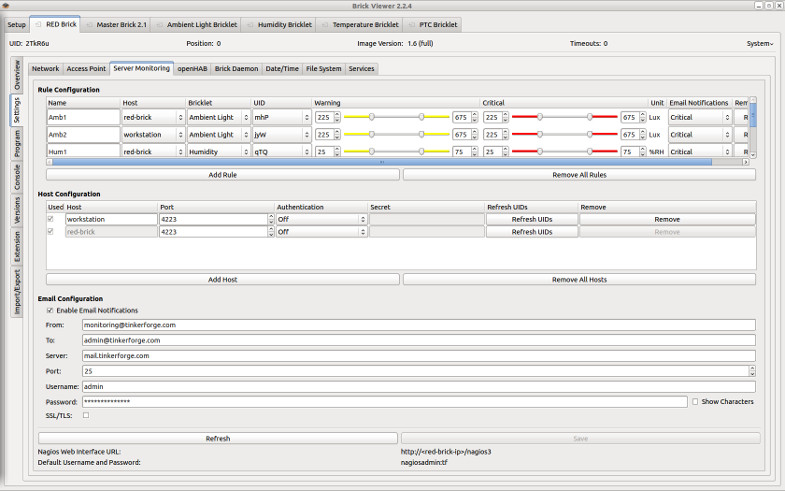 Brick Viewer 2.2.4
Setup RED Brick Master Brick 2.1 Ambient Light Bricklet Humidity Bricklet Temperature Bricklet PTC Bricklet
UID: 2TkR6u Position: 0 Image Version: 1.6 (full) Timeouts: 0 System
Overview
Settings
Program
Console
Versions
Extension
Import/Export
Network Access Point Server Monitoring openHAB Brick Daemon Date/Time File System Services
Rule Configuration
Name Host Bricklet UID Warning Critical Unit Email Notifications Rem
Amb1 red-brick Ambient Light mhP 225 675 225 675 Lux Critical R
Amb2 workstation Ambient Light jyW 225 675 225 675 Lux Critical R
Hum1 red-brick Humidity qTQ 25 75 25 75 %RH Critical R
Add Rule Remove All Rules
Host Configuration
Used Host Port Authentication Secret Refresh UIDs Remove
workstation 4223 Off Refresh UIDs Remove
red-brick 4223 Off Refresh UIDs Remove
Add Host Remove All Hosts
Email Configuration
Enable Email Notifications
From: monitoring@tinkerforge.com
To: admin@tinkerforge.com
Server: mail.tinkerforge.com
Port: 25
Username: admin
Password: ************** Show Characters
SSL/TLS:
Refresh Save
Nagios Web Interface URL: http://<red-brick-ip>/nagios3
Default Username and Password: nagiosadmin:tf